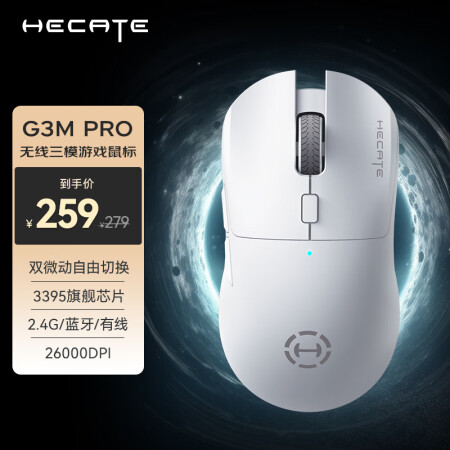 HECATE
G3M PRO
无线三模游戏鼠标
到手价
¥259 ¥279
双微动自由切换
3395旗舰芯片
2.4G/蓝牙/有线
26000DPI
HECATE